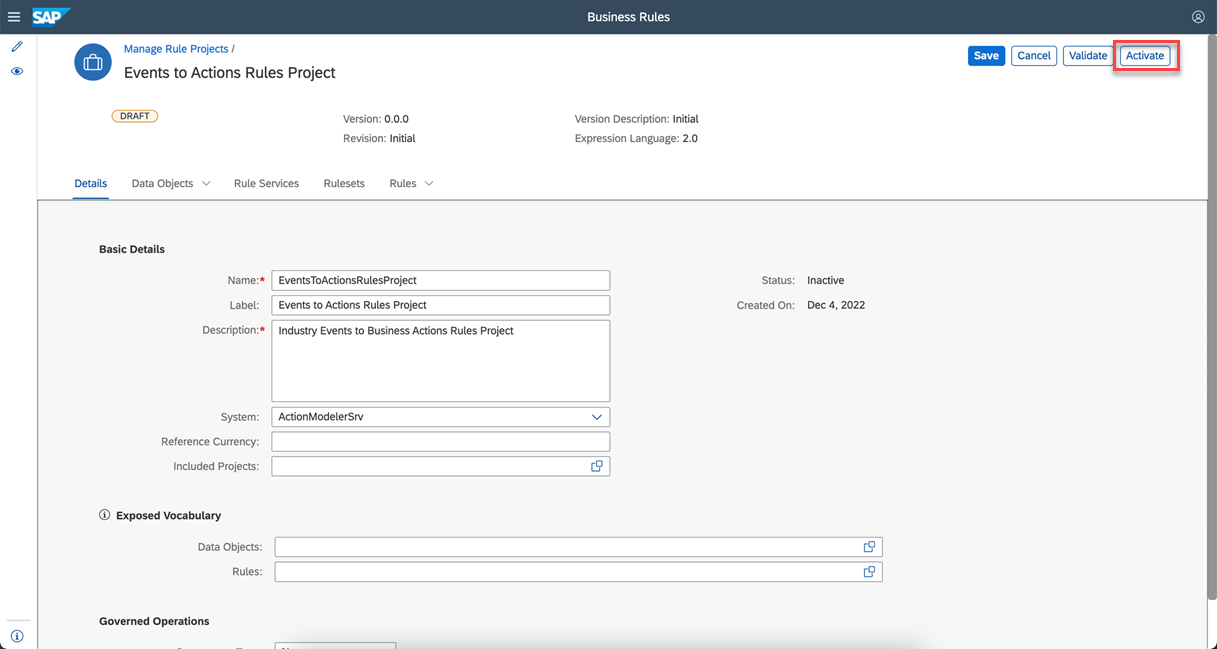 SAP
Business Rules
Manage Rule Projects /
Events to Actions Rules Project
Save Cancel Validate Activate
DRAFT
Version: 0.0.0
Version Description: Initial
Revision: Initial
Expression Language: 2.0
Details Data Objects Rule Services Rulesets Rules
Basic Details
Name:* EventsToActionsRulesProject
Status: Inactive
Label: Events to Actions Rules Project
Created On: Dec 4, 2022
Description:* Industry Events to Business Actions Rules Project
System: ActionModelerSrv
Reference Currency:
Included Projects:
Exposed Vocabulary
Data Objects:
Rules:
Governed Operations